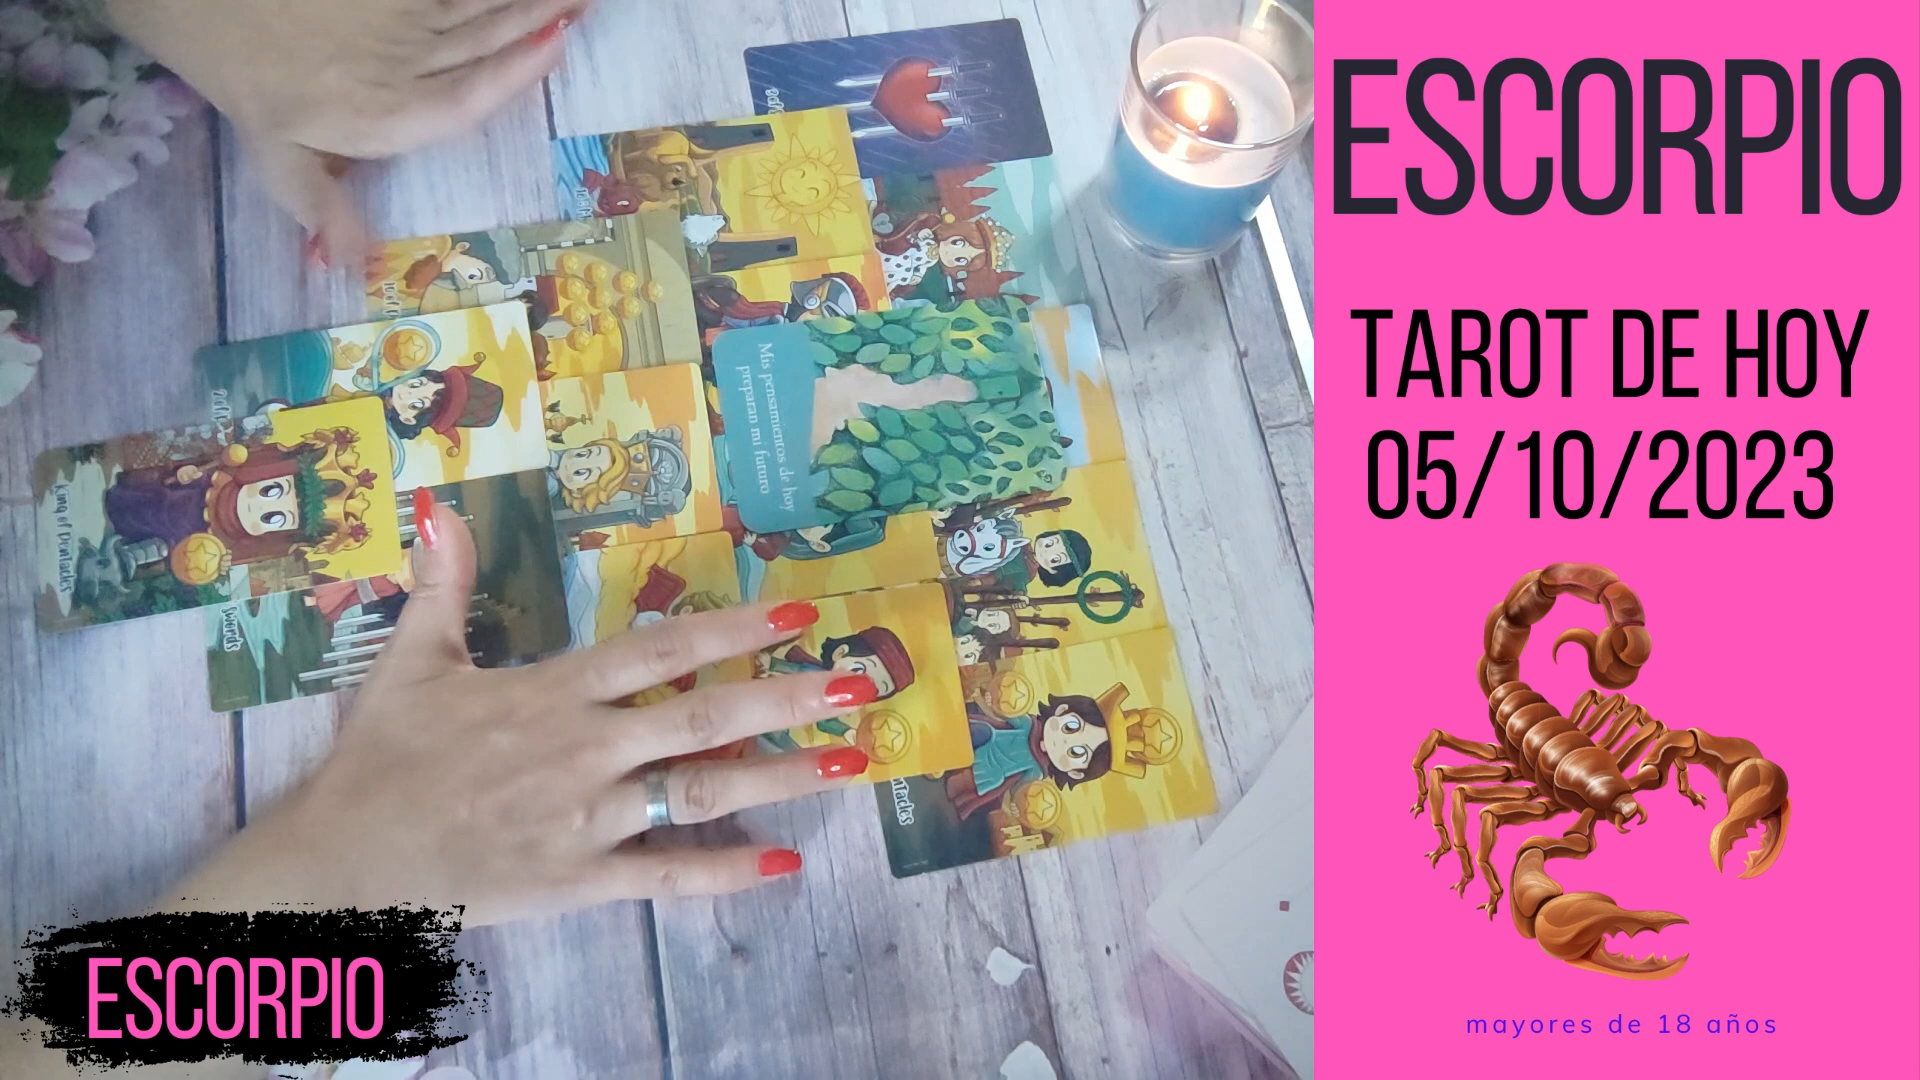 ESCORPIO
TAROT DE HOY
05/10/2023
mayores de 18 años
ESCORPIO
Mis pensamientos de hoy
preparan mi futuro
King of Pentacles
Swords